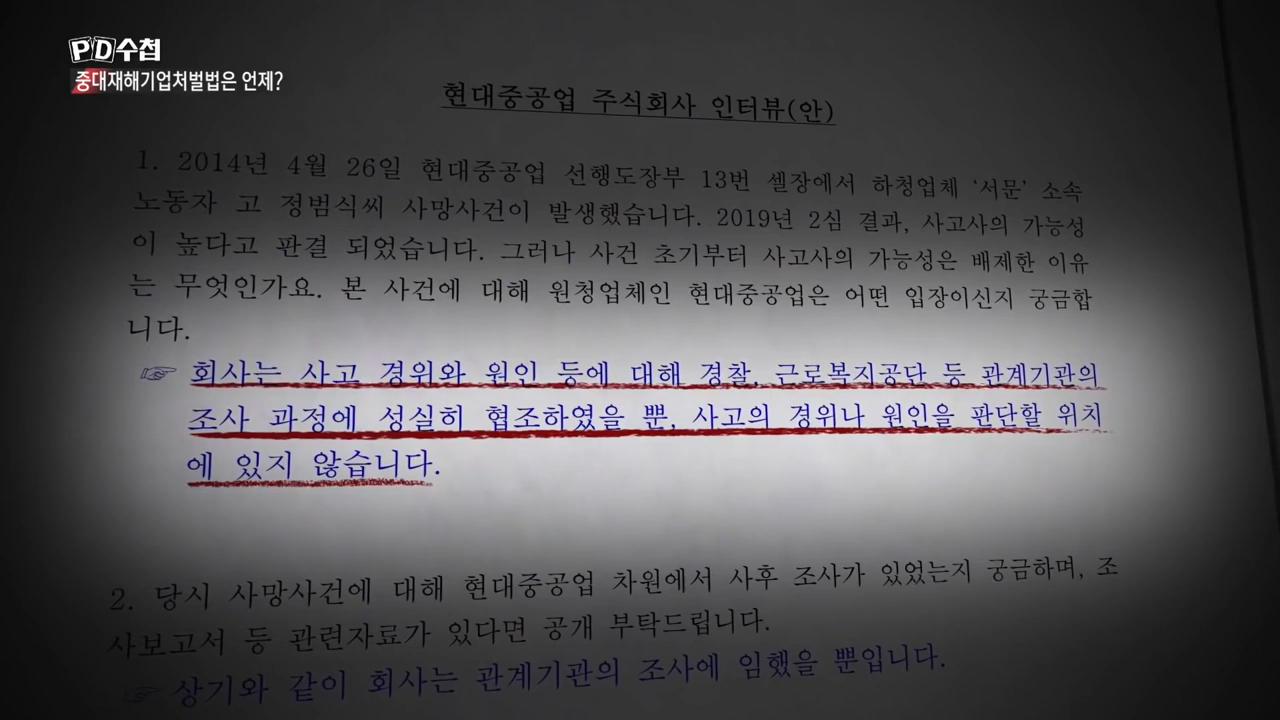 PD수첩
중대재해기업처벌법은 언제?
현대중공업 주식회사 인터뷰(안)
1. 2014년 4월 26일 현대중공업 선행도장부 13번 셀장에서 하청업체 '서문' 소속
노동자 고 정범식씨 사망사건이 발생했습니다. 2019년 2심 결과, 사고사의 가능성
이 높다고 판결 되었습니다. 그러나 사건 초기부터 사고사의 가능성은 배제한 이유
는 무엇인가요. 본 사건에 대해 원청업체인 현대중공업은 어떤 입장이신지 궁금합
니다.
☞ 회사는 사고 경위와 원인 등에 대해 경찰, 근로복지공단 등 관계기관의
조사 과정에 성실히 협조하였을 뿐, 사고의 경위나 원인을 판단할 위치
에 있지 않습니다.
2. 당시 사망사건에 대해 현대중공업 차원에서 사후 조사가 있었는지 궁금하며, 조
사보고서 등 관련자료가 있다면 공개 부탁드립니다.
☞ 상기와 같이 회사는 관계기관의 조사에 임했을 뿐입니다.